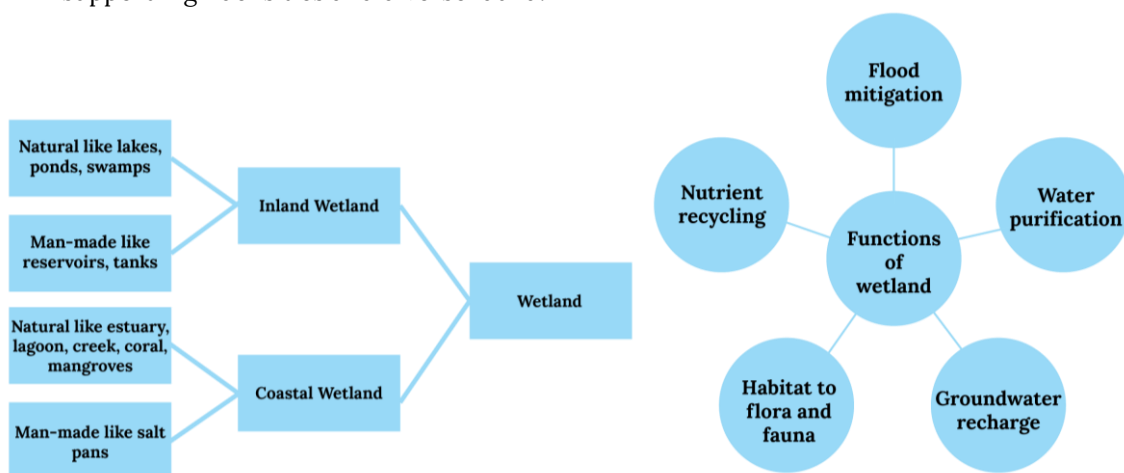 Natural like lakes,
ponds, swamps
Man-made like
reservoirs, tanks
Natural like estuary,
lagoon, creek, coral,
mangroves
Man-made like salt
pans
Inland Wetland
Coastal Wetland
Wetland
Flood
mitigation
Nutrient
recycling
Water
purification
Functions
of
wetland
Habitat to
flora and
fauna
Groundwater
recharge